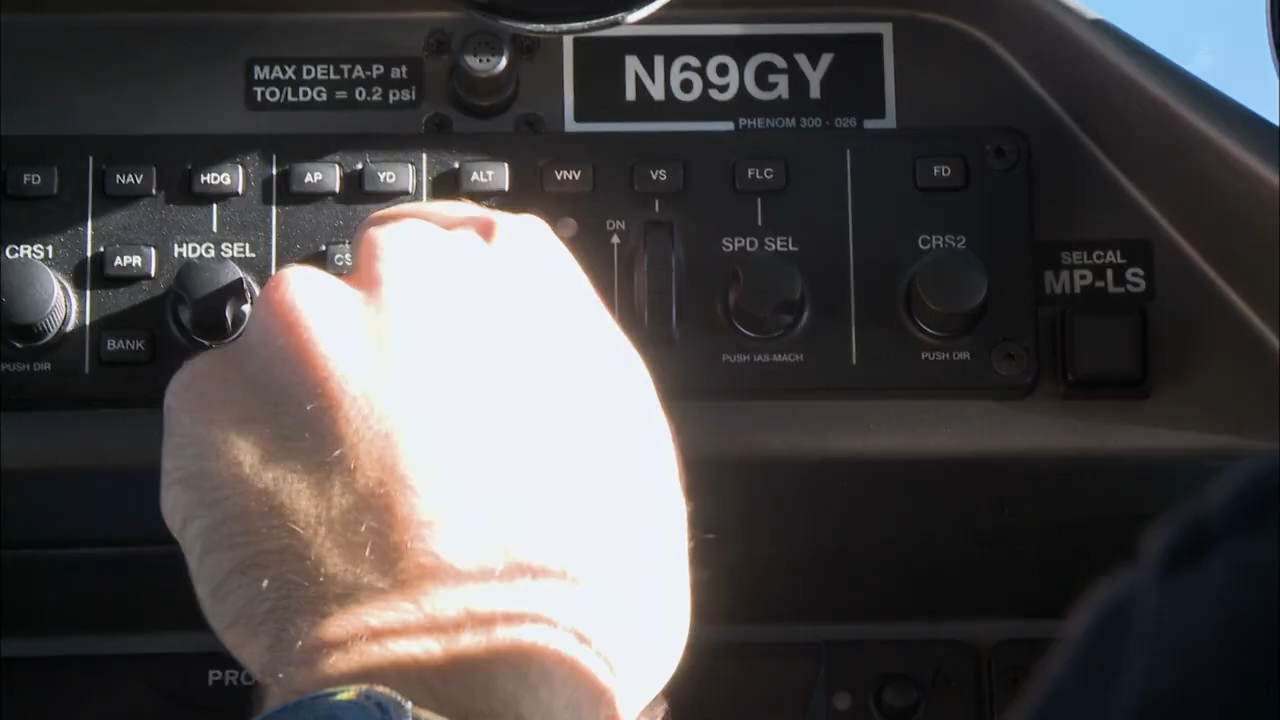 MAX DELTA-P at
TO/LDG = 0.2 psi
N69GY
PHENOM 300 - 026
FD
NAV
HDG
AP
YD
ALT
VNV
VS
FLC
FD
DN
CRS1
HDG SEL
SPD SEL
CRS2
APR
CS
SELCAL
MP-LS
BANK
PUSH DIR
PUSH IAS-MACH
PUSH DIR
PRO